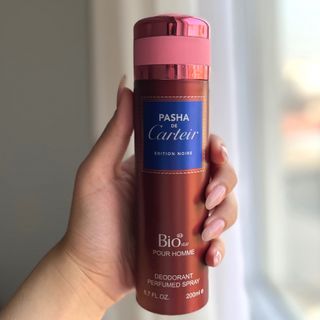 PASHA
DE
Carteir
EDITION NOIRE
Bio
POUR HOMME
DEODORANT
PERFUMED SPRAY
6.7 FL.OZ. 200ml e